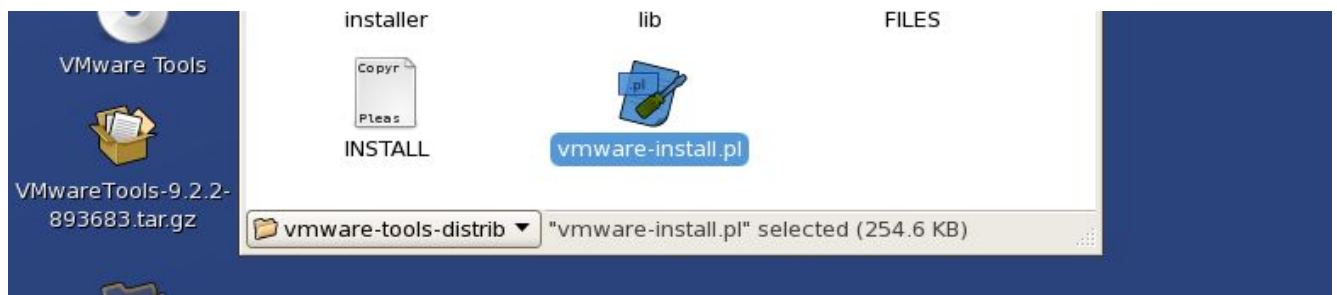 installer
lib
FILES
VMware Tools
Copyr
Pleas
INSTALL
.pl
vmware-install.pl
VMwareTools-9.2.2-
893683.tar.gz
vmware-tools-distrib
"vmware-install.pl" selected (254.6 KB)